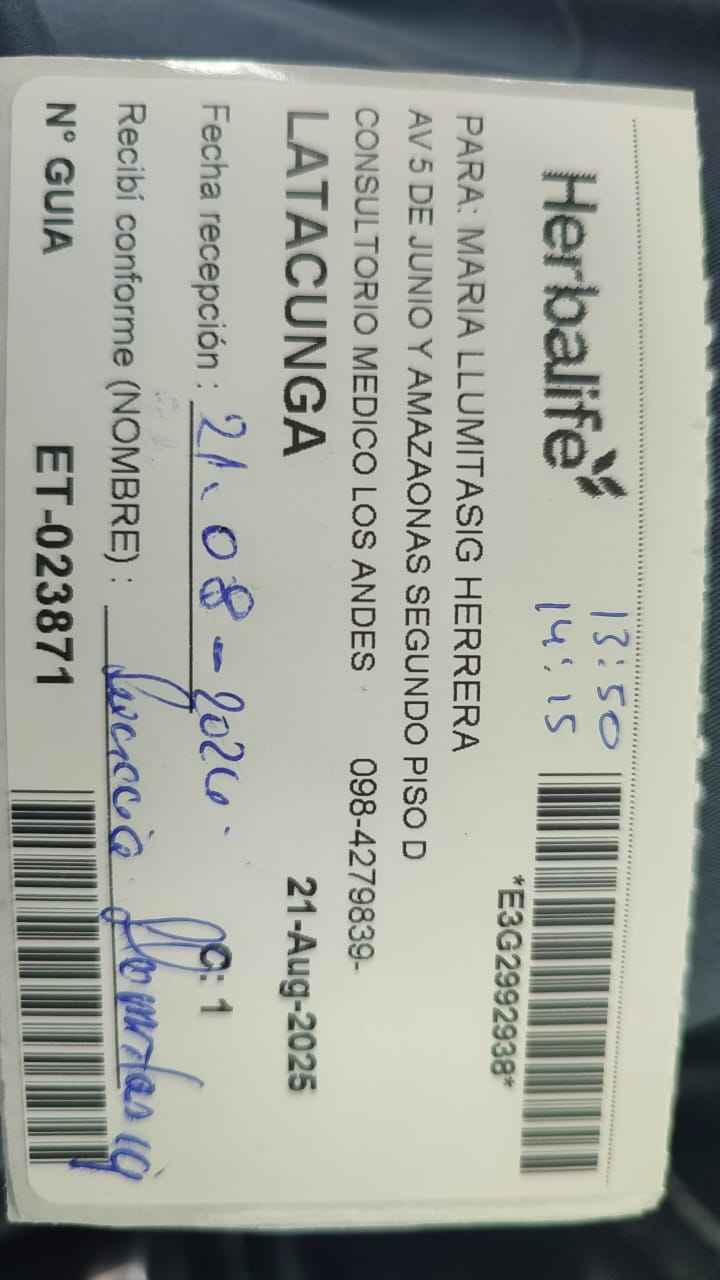 Herbalife
13:50
14:15
*E3G2992938*
PARA: MARIA LLUMITASIG HERRERA
AV 5 DE JUNIO Y AMAZAONAS SEGUNDO PISO D
CONSULTORIO MEDICO LOS ANDES 098-4279839-
LATACUNGA 21-Aug-2025
Fecha recepción : 21.08-2026. C: 1
Recibí conforme (NOMBRE) : Llumitasig
N° GUIA ET-023871